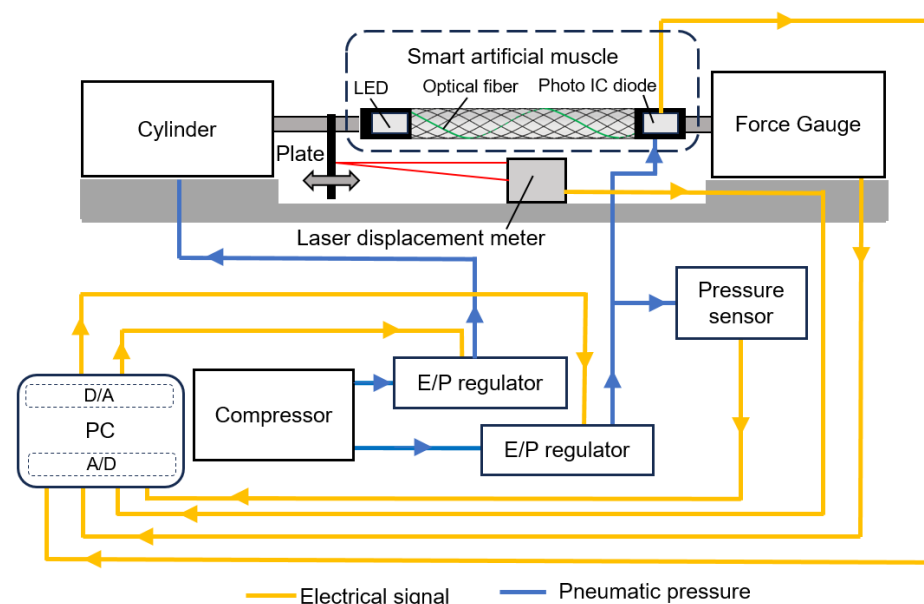 Smart artificial muscle
LED
Optical fiber
Photo IC diode
Cylinder
Force Gauge
Plate
Laser displacement meter
Pressure
sensor
E/P regulator
D/A
PC
A/D
Compressor
E/P regulator
Electrical signal
Pneumatic pressure